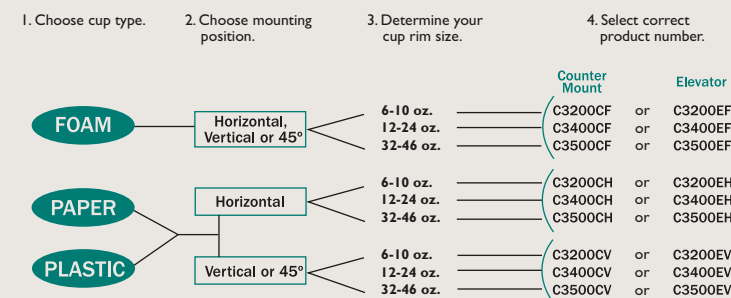 1. Choose cup type.
2. Choose mounting
position.
3. Determine your
cup rim size.
4. Select correct
product number.
Counter
Mount
Elevator
FOAM
Horizontal,
Vertical or 45º
6-10 oz. C3200CF or C3200EF
12-24 oz. C3400CF or C3400EF
32-46 oz. C3500CF or C3500EF
PAPER
Horizontal
6-10 oz. C3200CH or C3200EH
12-24 oz. C3400CH or C3400EH
32-46 oz. C3500CH or C3500EH
PLASTIC
Vertical or 45º
6-10 oz. C3200CV or C3200EV
12-24 oz. C3400CV or C3400EV
32-46 oz. C3500CV or C3500EV